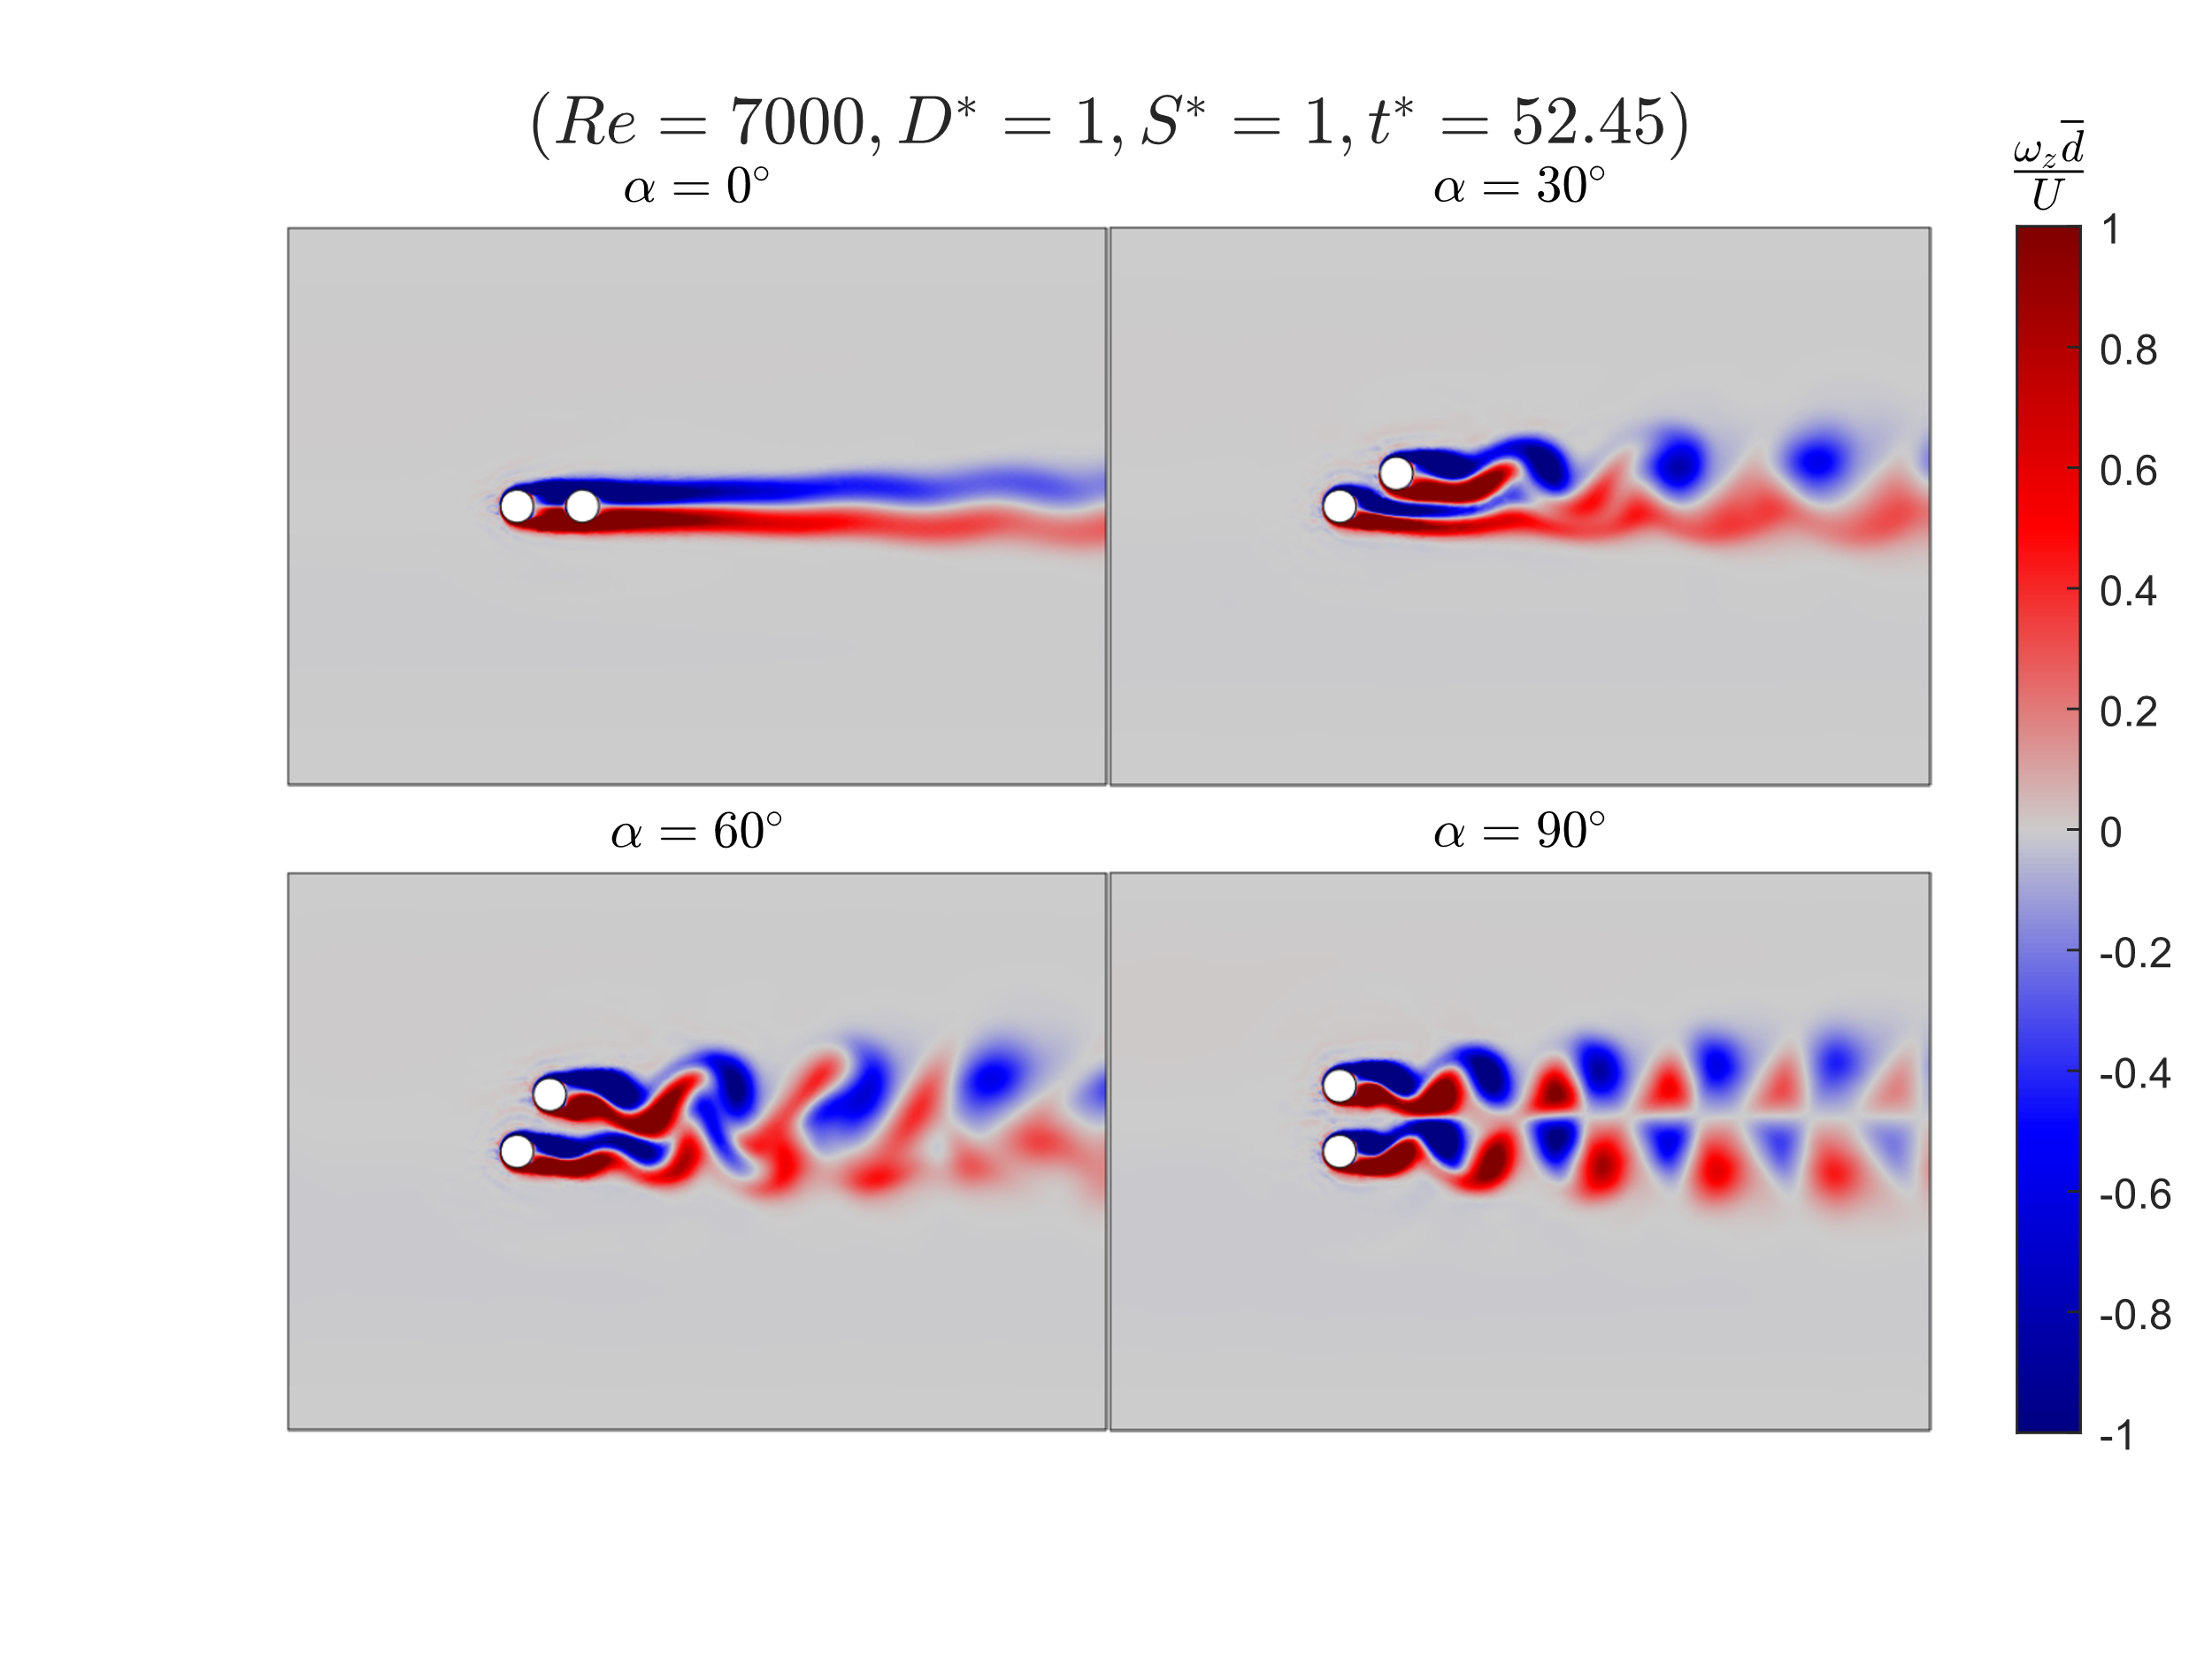 (Re = 7000, D* = 1, S* = 1, t* = 52.45)
α = 0°
α = 30°
ω_z d̅
U
1
0.8
0.6
0.4
0.2
0
-0.2
-0.4
-0.6
-0.8
-1
α = 60°
α = 90°